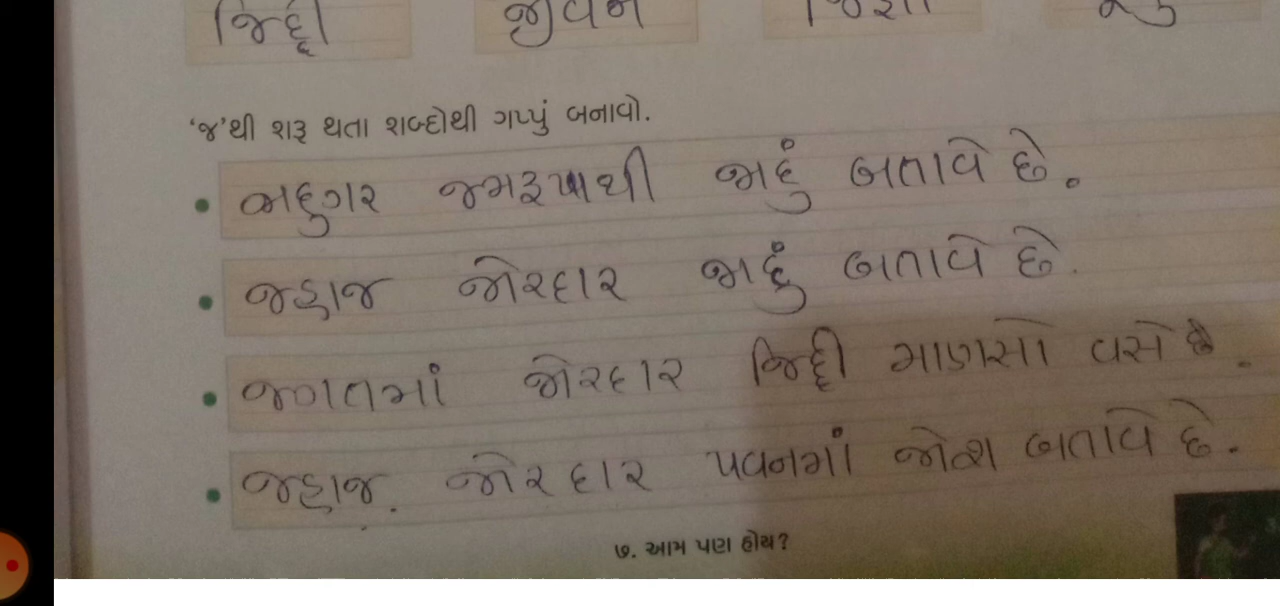 જિદ્દી જીવન
‘જ’થી શરૂ થતા શબ્દોથી ગપ્પું બનાવો.
જાદુગર જમરૂખથી જાદું બતાવે છે.
જહાજ જોરદાર જાદું બતાવે છે.
જગતમાં જોરદાર જિદ્દી માણસો વસે છે.
જહાજ જોરદાર પવનમાં જોશ બતાવે છે.
૭. આમ પણ હોય?